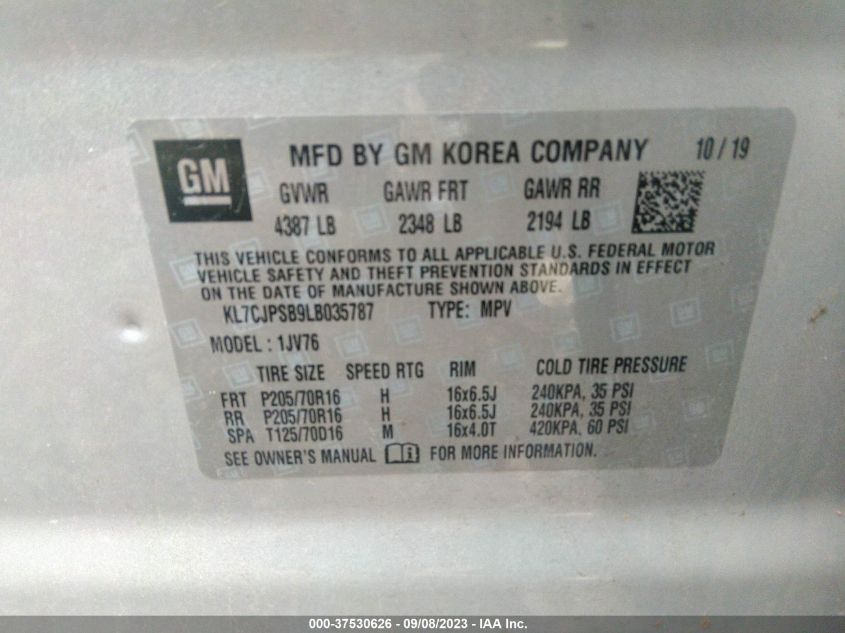 GM
MFD BY GM KOREA COMPANY 10 / 19
GVWR GAWR FRT GAWR RR
4387 LB 2348 LB 2194 LB
THIS VEHICLE CONFORMS TO ALL APPLICABLE U.S. FEDERAL MOTOR
VEHICLE SAFETY AND THEFT PREVENTION STANDARDS IN EFFECT
ON THE DATE OF MANUFACTURE SHOWN ABOVE.
KL7CJPSB9LB035787 TYPE: MPV
MODEL : 1JV76
TIRE SIZE SPEED RTG RIM COLD TIRE PRESSURE
FRT P205/70R16 H 16x6.5J 240KPA, 35 PSI
RR P205/70R16 H 16x6.5J 240KPA, 35 PSI
SPA T125/70D16 M 16x4.0T 420KPA, 60 PSI
SEE OWNER'S MANUAL i FOR MORE INFORMATION.
000-37530626 - 09/08/2023 - IAA Inc.